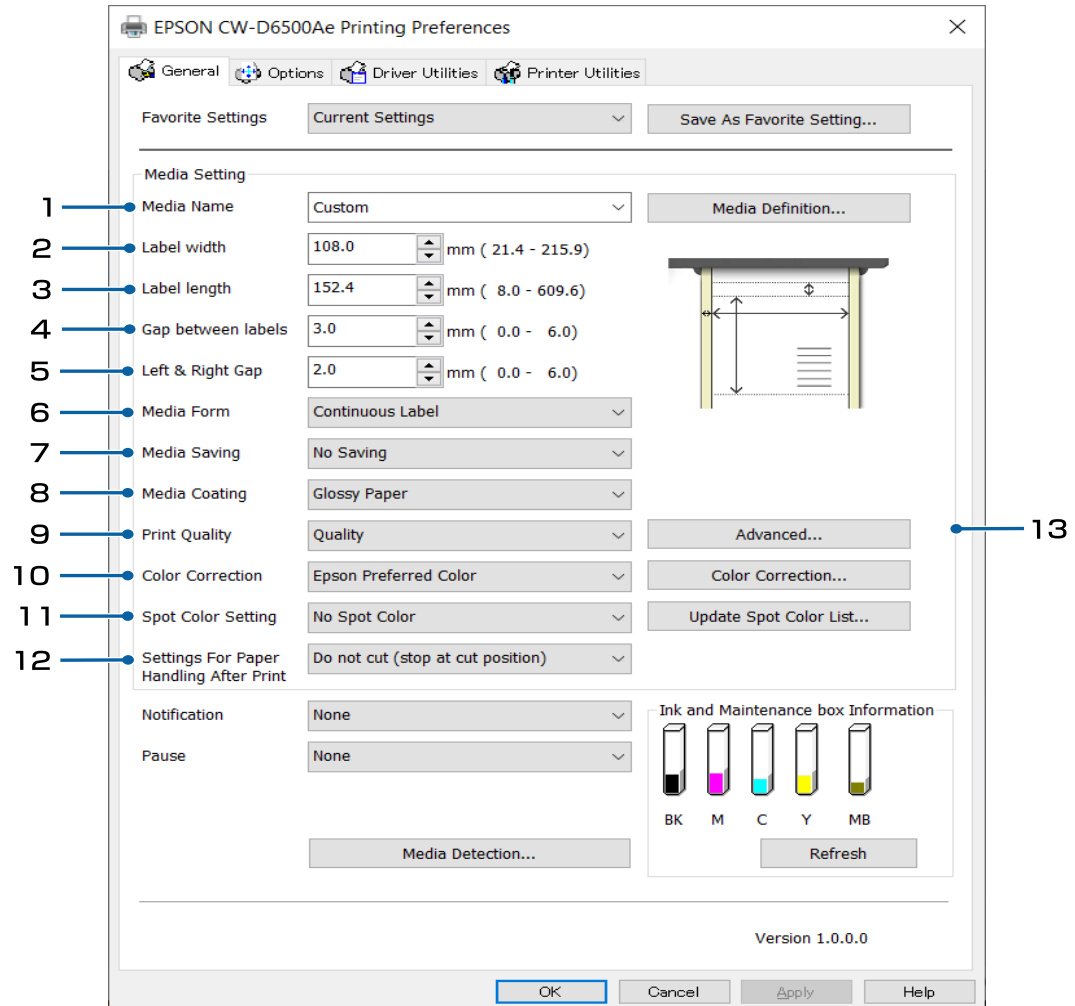 EPSON CW-D6500Ae Printing Preferences
General Options Driver Utilities Printer Utilities
Favorite Settings Current Settings Save As Favorite Setting...
Media Setting
1 Media Name Custom Media Definition...
2 Label width 108.0 mm ( 21.4 - 215.9)
3 Label length 152.4 mm ( 8.0 - 609.6)
4 Gap between labels 3.0 mm ( 0.0 - 6.0)
5 Left & Right Gap 2.0 mm ( 0.0 - 6.0)
6 Media Form Continuous Label
7 Media Saving No Saving
8 Media Coating Glossy Paper
9 Print Quality Quality Advanced... 13
10 Color Correction Epson Preferred Color Color Correction...
11 Spot Color Setting No Spot Color Update Spot Color List...
12 Settings For Paper Do not cut (stop at cut position)
Handling After Print
Notification None Ink and Maintenance box Information
Pause None
BK M C Y MB
Media Detection... Refresh
Version 1.0.0.0
OK Cancel Apply Help